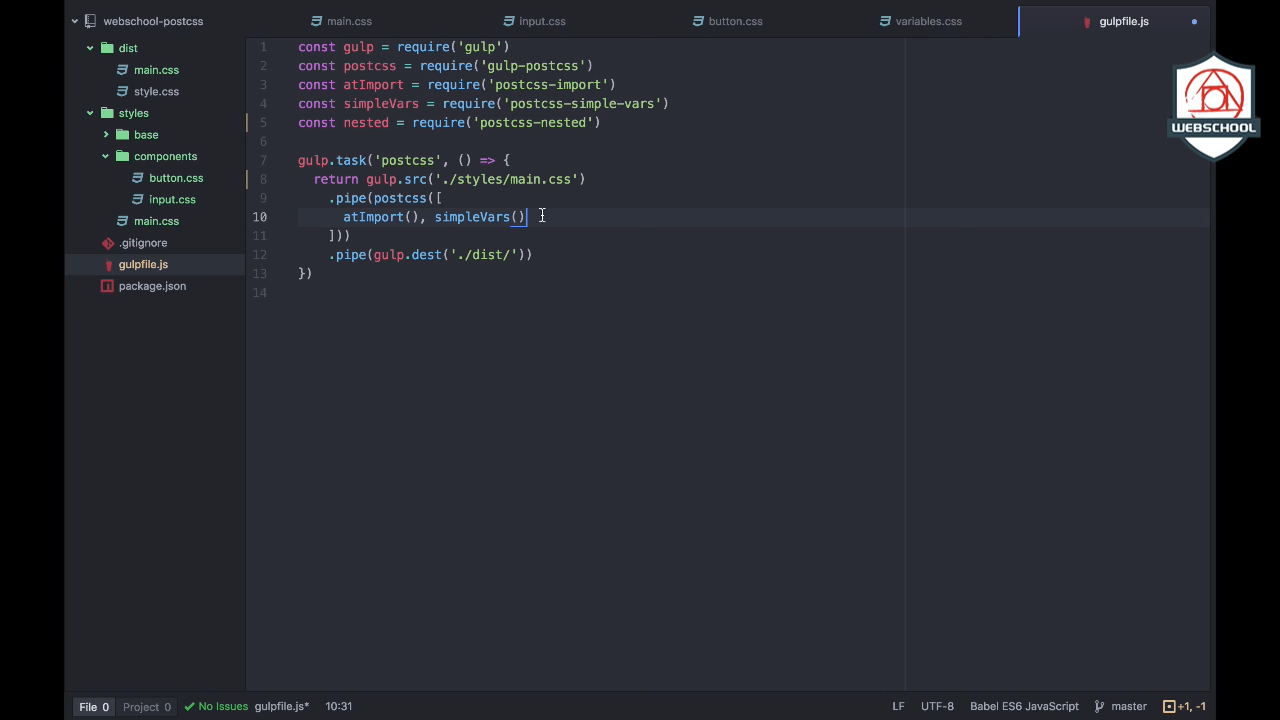 webschool-postcss
main.css
input.css
button.css
variables.css
gulpfile.js
dist
main.css
style.css
styles
base
components
button.css
input.css
main.css
.gitignore
gulpfile.js
package.json
1 const gulp = require('gulp')
2 const postcss = require('gulp-postcss')
3 const atImport = require('postcss-import')
4 const simpleVars = require('postcss-simple-vars')
5 const nested = require('postcss-nested')
6
7 gulp.task('postcss', () => {
8 return gulp.src('./styles/main.css')
9 .pipe(postcss([
10 atImport(), simpleVars()
11 ]))
12 .pipe(gulp.dest('./dist/'))
13 })
14
WEBSCHOOL
File 0 Project 0 No Issues gulpfile.js* 10:31 LF UTF-8 Babel ES6 JavaScript master +1, -1